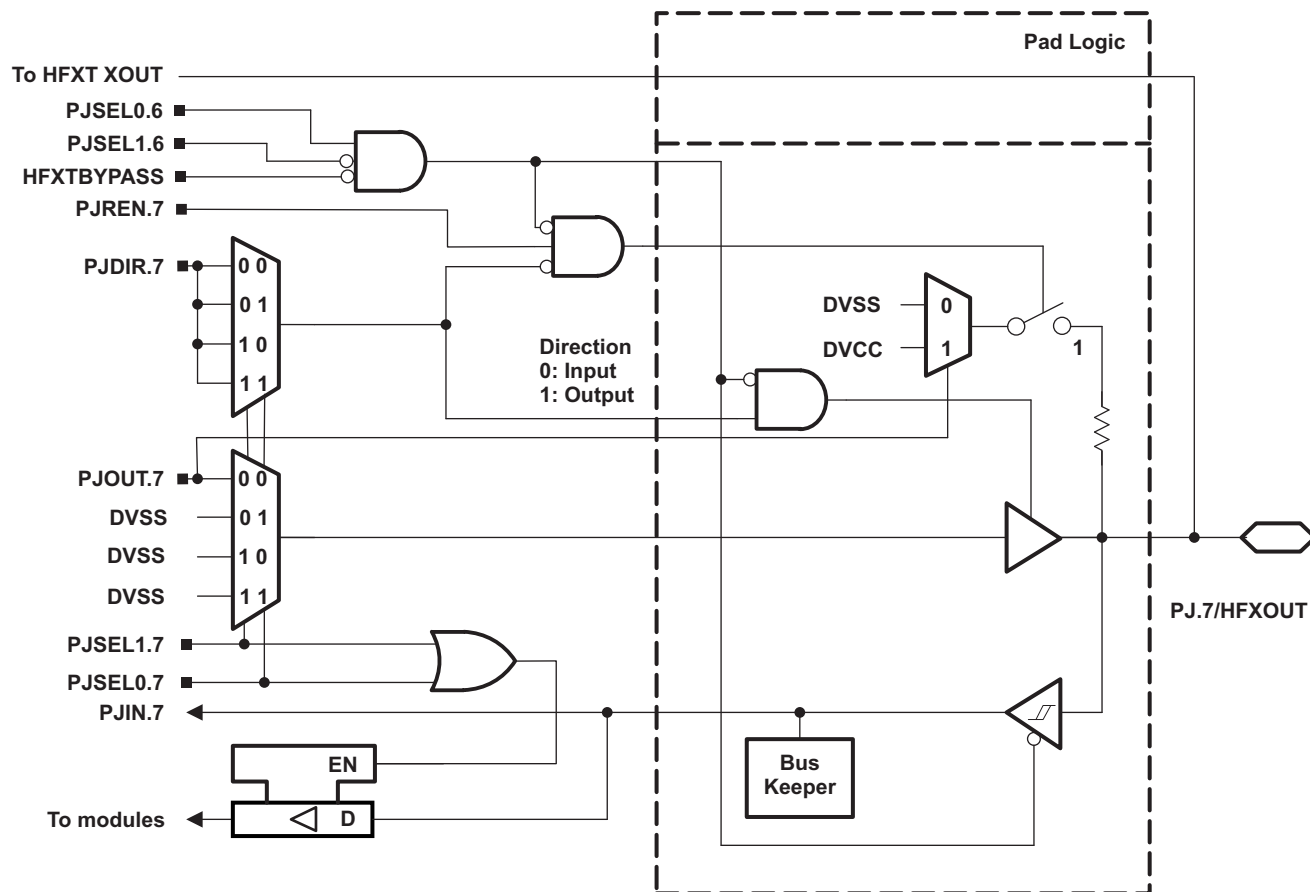 Pad Logic
To HFXT XOUT
PJSEL0.6
PJSEL1.6
HFXTBYPASS
PJREN.7
PJDIR.7
0 0
0 1
1 0
1 1
Direction
0: Input
1: Output
DVSS
0
DVCC
1
1
PJOUT.7
0 0
DVSS
0 1
DVSS
1 0
DVSS
1 1
PJ.7/HFXOUT
PJSEL1.7
PJSEL0.7
PJIN.7
EN
Bus
Keeper
To modules
D